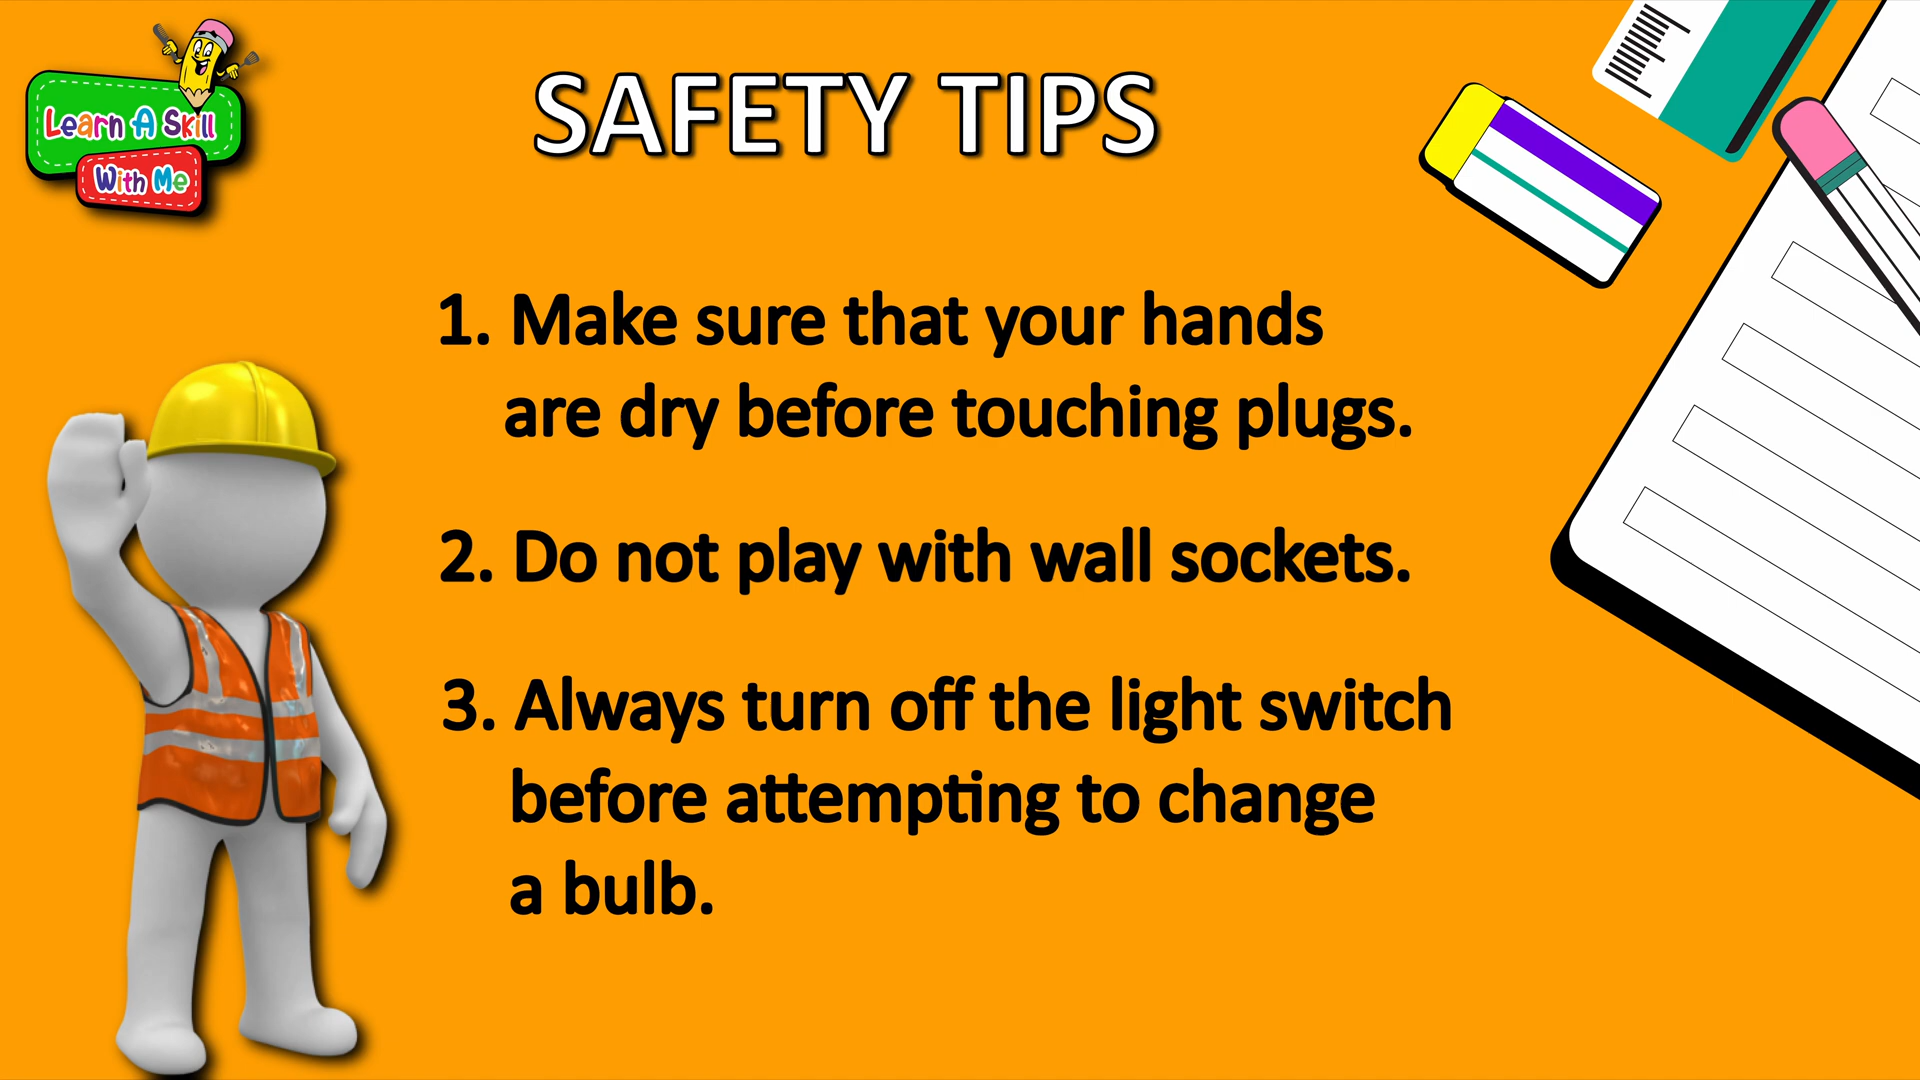 Learn A Skill
With Me
SAFETY TIPS
1. Make sure that your hands
are dry before touching plugs.
2. Do not play with wall sockets.
3. Always turn off the light switch
before attempting to change
a bulb.